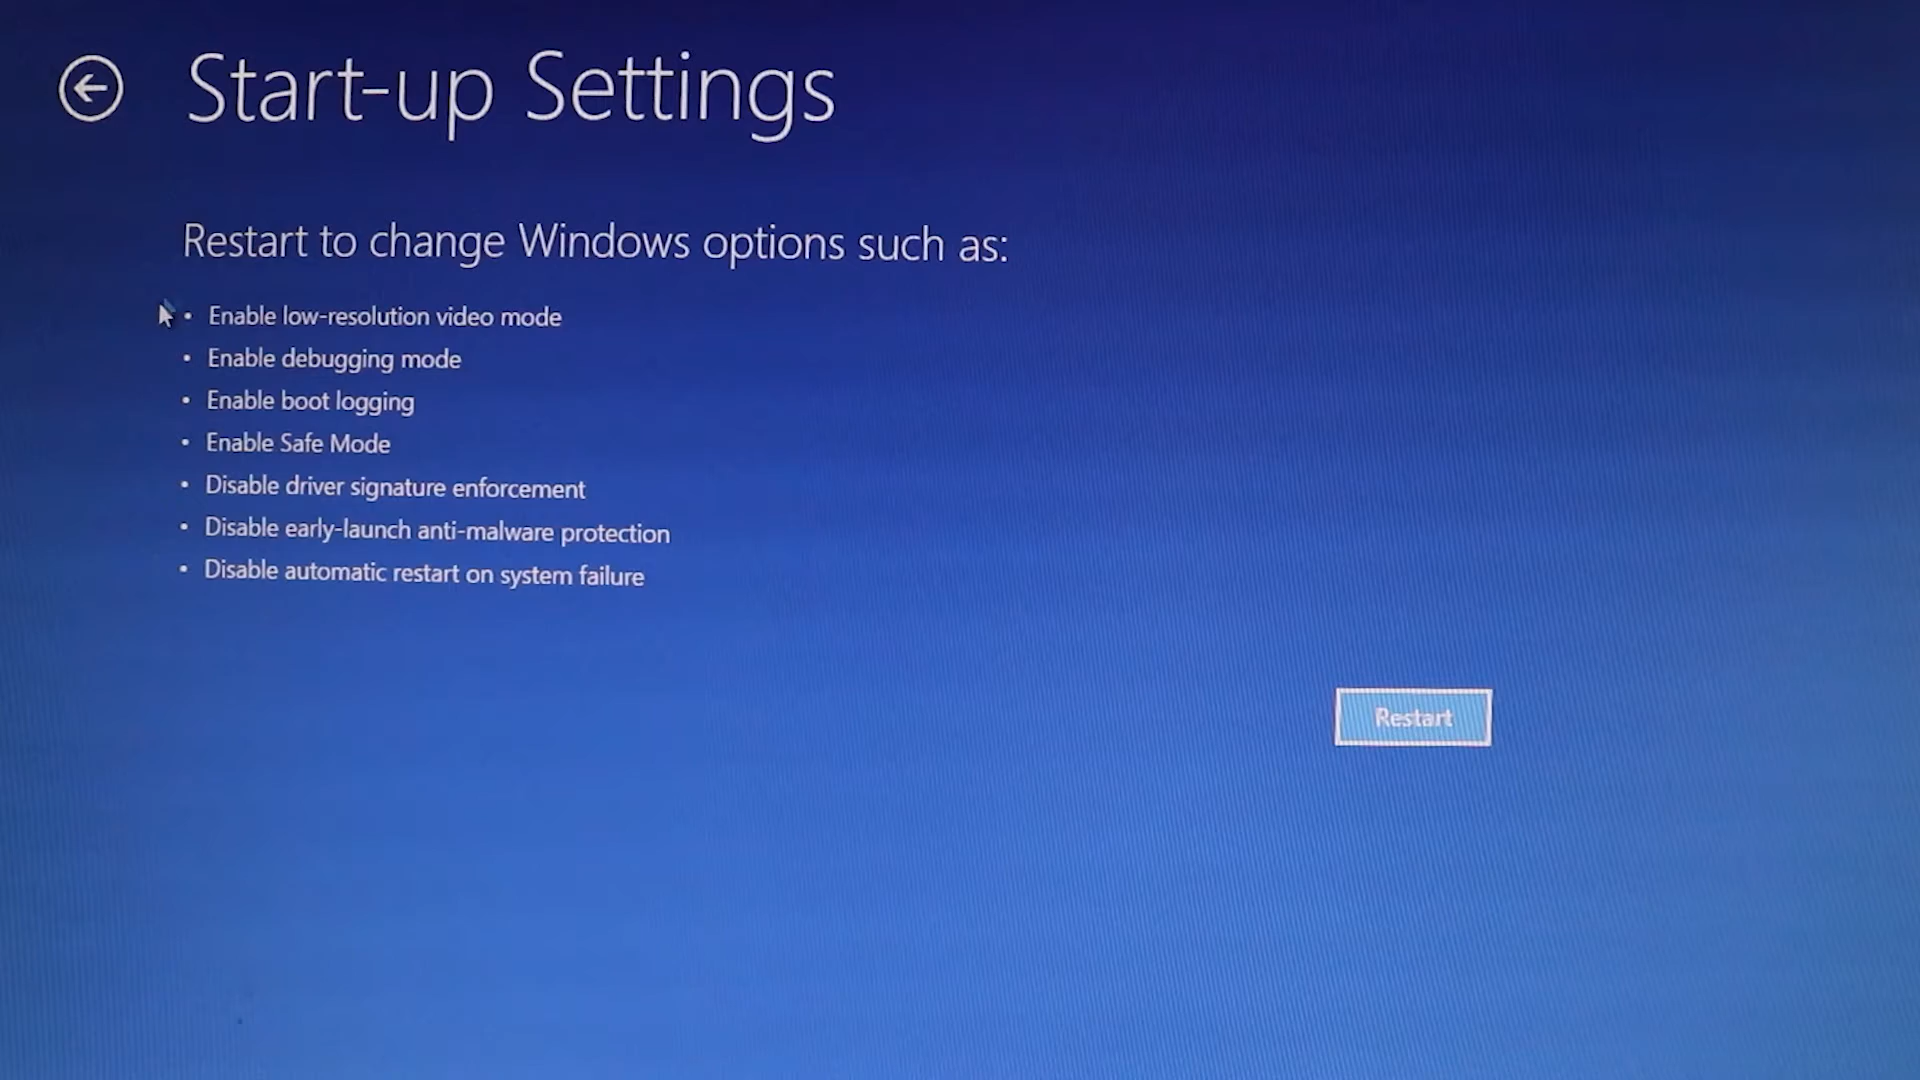 Start-up Settings
Restart to change Windows options such as:
• Enable low-resolution video mode
• Enable debugging mode
• Enable boot logging
• Enable Safe Mode
• Disable driver signature enforcement
• Disable early-launch anti-malware protection
• Disable automatic restart on system failure
Restart